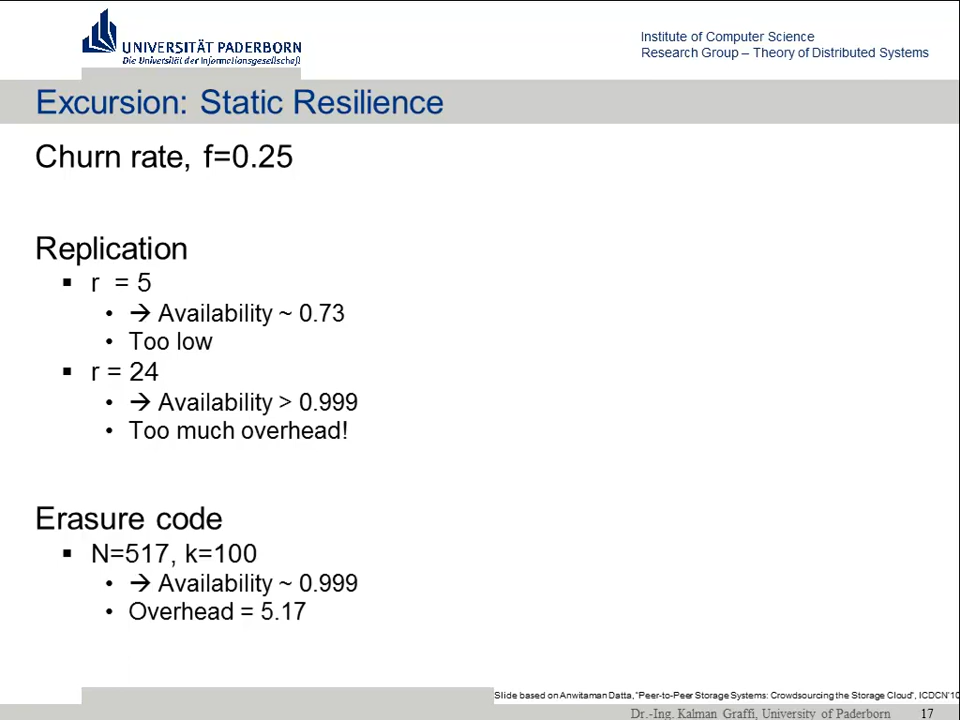 UNIVERSITÄT PADERBORN
Die Universität der Informationsgesellschaft
Institute of Computer Science
Research Group – Theory of Distributed Systems
Excursion: Static Resilience
Churn rate, f=0.25
Replication
▪ r = 5
• → Availability ~ 0.73
• Too low
▪ r = 24
• → Availability > 0.999
• Too much overhead!
Erasure code
▪ N=517, k=100
• → Availability ~ 0.999
• Overhead = 5.17
Slide based on Anwitaman Datta, "Peer-to-Peer Storage Systems: Crowdsourcing the Storage Cloud", ICDCN'10
Dr.-Ing. Kalman Graffi, University of Paderborn 17